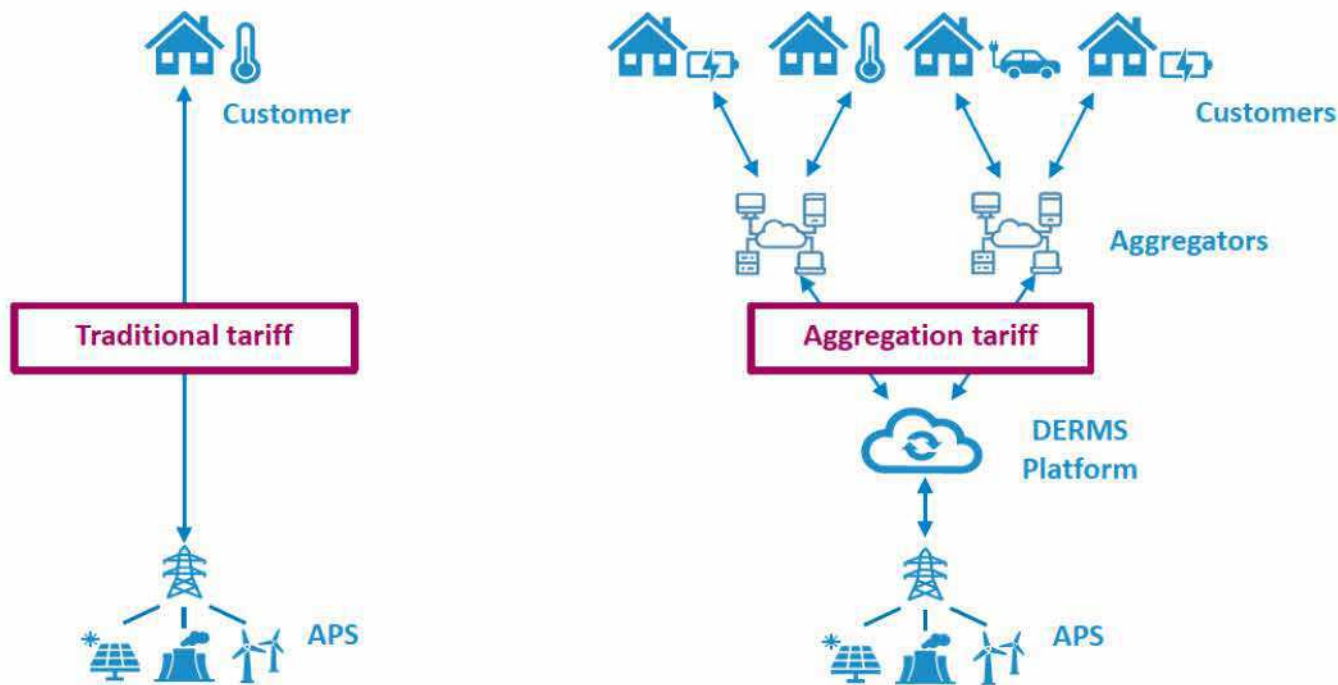 Customer
Traditional tariff
APS
Customers
Aggregators
Aggregation tariff
DERMS
Platform
APS